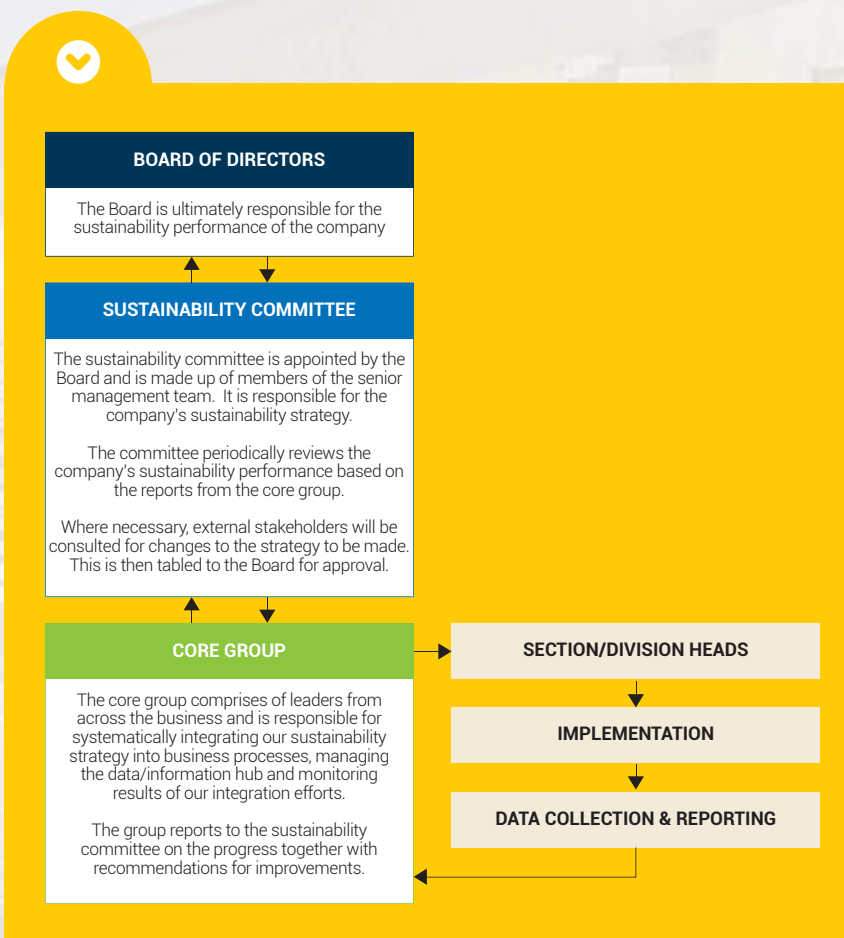 BOARD OF DIRECTORS
The Board is ultimately responsible for the
sustainability performance of the company
SUSTAINABILITY COMMITTEE
The sustainability committee is appointed by the
Board and is made up of members of the senior
management team.  It is responsible for the
company's sustainability strategy.
The committee periodically reviews the
company's sustainability performance based on
the reports from the core group.
Where necessary, external stakeholders will be
consulted for changes to the strategy to be made.
This is then tabled to the Board for approval.
CORE GROUP
The core group comprises of leaders from
across the business and is responsible for
systematically integrating our sustainability
strategy into business processes, managing
the data/information hub and monitoring
results of our integration efforts.
The group reports to the sustainability
committee on the progress together with
recommendations for improvements.
SECTION/DIVISION HEADS
IMPLEMENTATION
DATA COLLECTION & REPORTING